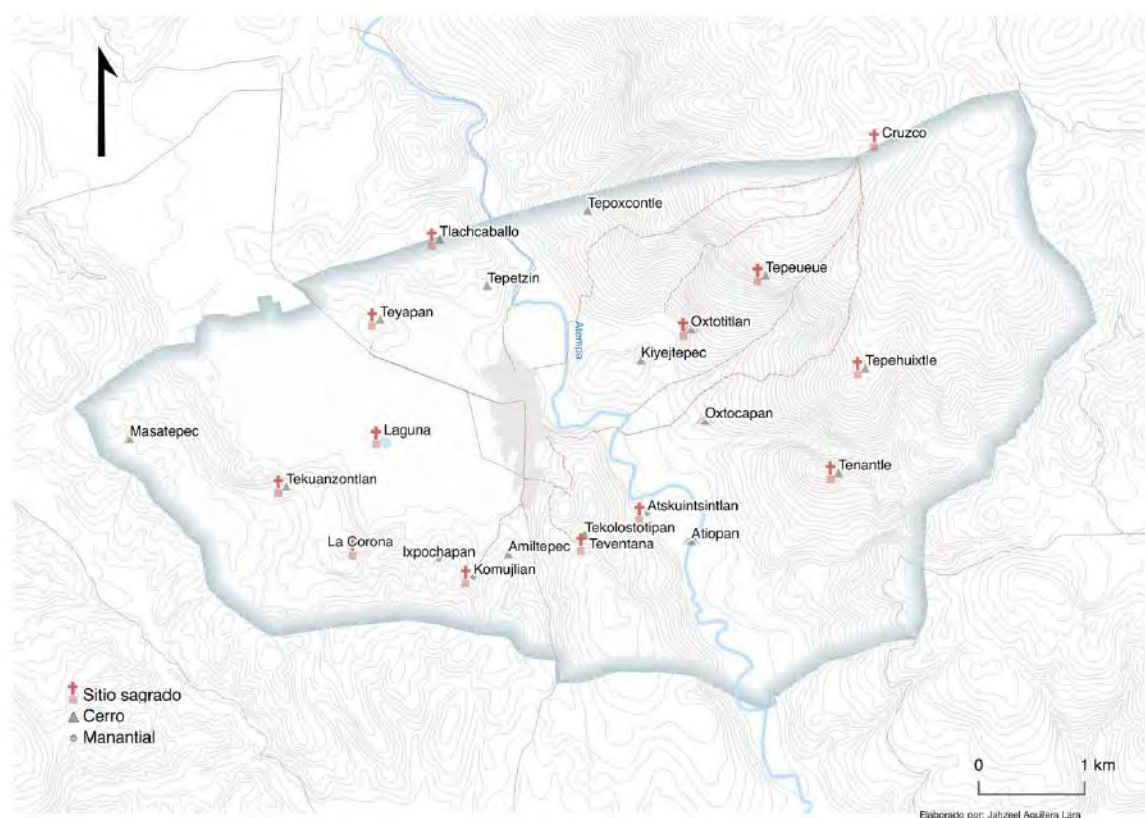 Cruzco
Tepoxcontle
Tlachcaballo
Tepeueue
Tepetzin
Teyapan
Oxtotitlan
Atempa
Kiyejtepec
Tepehuixtle
Oxtocapan
Masatepec
Laguna
Tekuanzontlan
Tenantle
Atskuintsintlan
Tekolostotipan
La Corona
Ixpochapan
Amiltepec
Teventana
Atiopan
Komujlian
Sitio sagrado
Cerro
Manantial
0 1 km
Elaborado por: Jahzeel Aguilera Lara